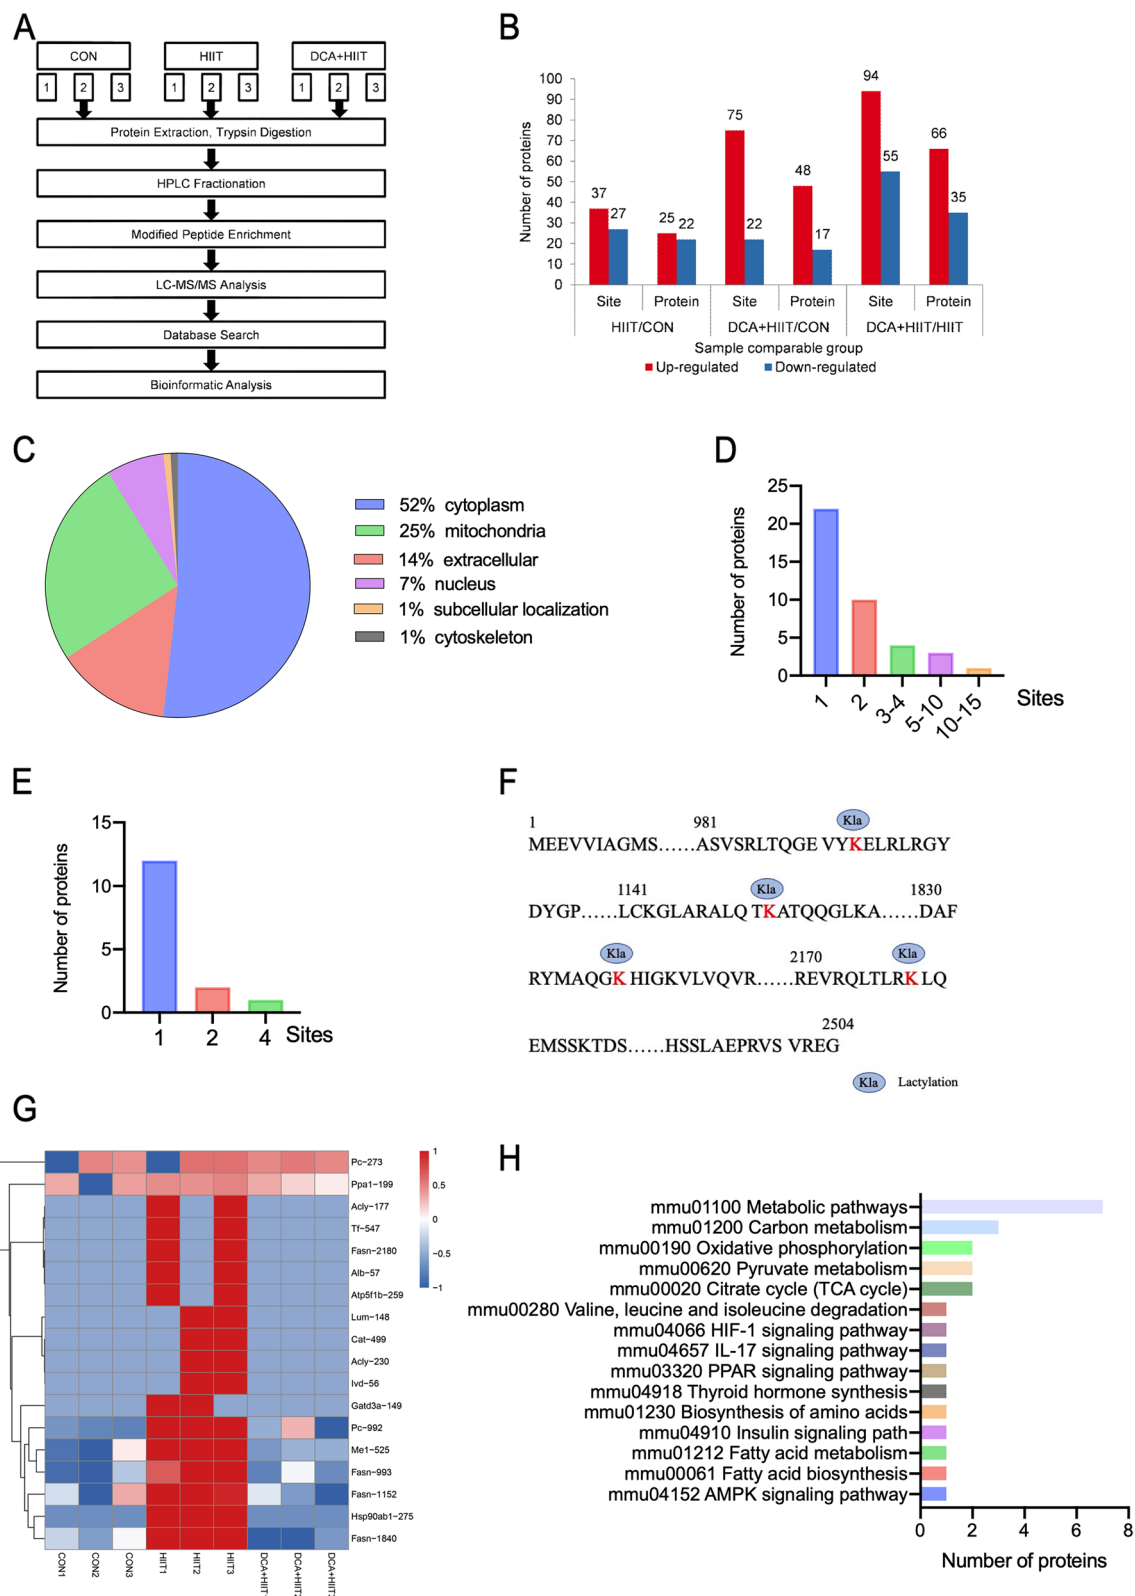 A
CON HIIT DCA+HIIT
1 2 3 1 2 3 1 2 3
Protein Extraction, Trypsin Digestion
HPLC Fractionation
Modified Peptide Enrichment
LC-MS/MS Analysis
Database Search
Bioinformatic Analysis
B
Number of proteins
100
90
80
70
60
50
40
30
20
10
0
37 27 25 22 75 22 48 17 94 55 66 35
Site Protein Site Protein Site Protein
HIIT/CON DCA+HIIT/CON DCA+HIIT/HIIT
Sample comparable group
Up-regulated Down-regulated
C
52% cytoplasm
25% mitochondria
14% extracellular
7% nucleus
1% subcellular localization
1% cytoskeleton
D
Number of proteins
25
20
15
10
5
0
1 2 3-4 5-10 10-15 Sites
E
Number of proteins
15
10
5
0
1 2 4 Sites
F
1 981 Kla
MEEVVIAGMS......ASVSRLTQGE VYKELRLRGY
1141 Kla 1830
DYGP......LCKGLARALQ TKATQQGLKA......DAF
Kla 2170 Kla
RYMAQGK HIGKVLVQVR......REVRQLTLRKLQ
2504
EMSSKTDS......HSSLAEPRVS VREG
Kla Lactylation
G
Pc-273
Ppa1-199
Acly-177
Tf-547
Fasn-2180
Alb-57
Atp5f1b-259
Lum-148
Cat-499
Acly-230
Ivd-56
Gatd3a-149
Pc-992
Me1-525
Fasn-993
Fasn-1152
Hsp90ab1-275
Fasn-1840
1
0.5
0
-0.5
-1
CON1 CON2 CON3 HIIT1 HIIT2 HIIT3 DCA+HIIT DCA+HIIT2 DCA+HIIT
H
mmu01100 Metabolic pathways
mmu01200 Carbon metabolism
mmu00190 Oxidative phosphorylation
mmu00620 Pyruvate metabolism
mmu00020 Citrate cycle (TCA cycle)
mmu00280 Valine, leucine and isoleucine degradation
mmu04066 HIF-1 signaling pathway
mmu04657 IL-17 signaling pathway
mmu03320 PPAR signaling pathway
mmu04918 Thyroid hormone synthesis
mmu01230 Biosynthesis of amino acids
mmu04910 Insulin signaling path
mmu01212 Fatty acid metabolism
mmu00061 Fatty acid biosynthesis
mmu04152 AMPK signaling pathway
0 2 4 6 8
Number of proteins